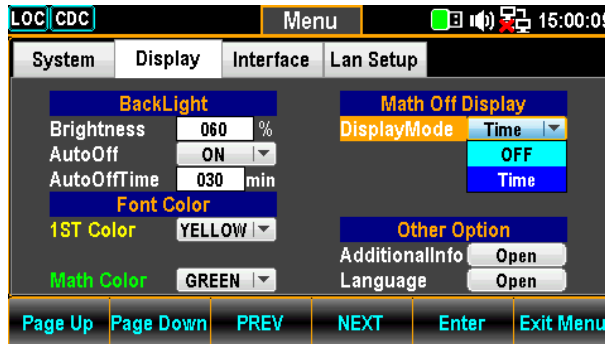 LOC CDC Menu 15:00:09
System Display Interface Lan Setup
BackLight
Brightness 060 %
AutoOff ON
AutoOffTime 030 min
Font Color
1ST Color YELLOW
Math Color GREEN
Math Off Display
DisplayMode Time
OFF
Time
Other Option
AdditionalInfo Open
Language Open
Page Up Page Down PREV NEXT Enter Exit Menu